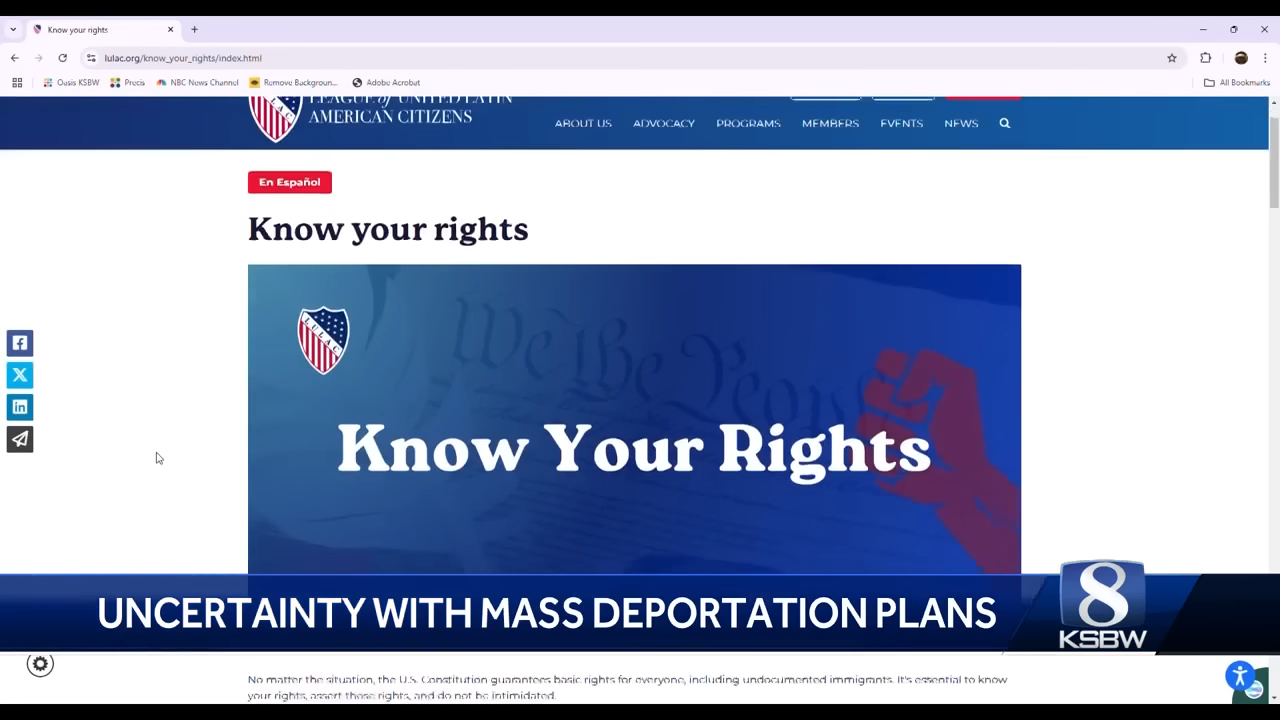 Know your rights
lulac.org/know_your_rights/index.html
Oasis KSBW
Precis
NBC News Channel
Remove Backgroun...
Adobe Acrobat
All Bookmarks
LEAGUE of UNITED LATIN
AMERICAN CITIZENS
ABOUT US
ADVOCACY
PROGRAMS
MEMBERS
EVENTS
NEWS
En Español
Know your rights
LULAC
We the People
Know Your Rights
UNCERTAINTY WITH MASS DEPORTATION PLANS
8
KSBW
No matter the situation, the U.S. Constitution guarantees basic rights for everyone, including undocumented immigrants. It's essential to know
your rights, assert those rights, and do not be intimidated.